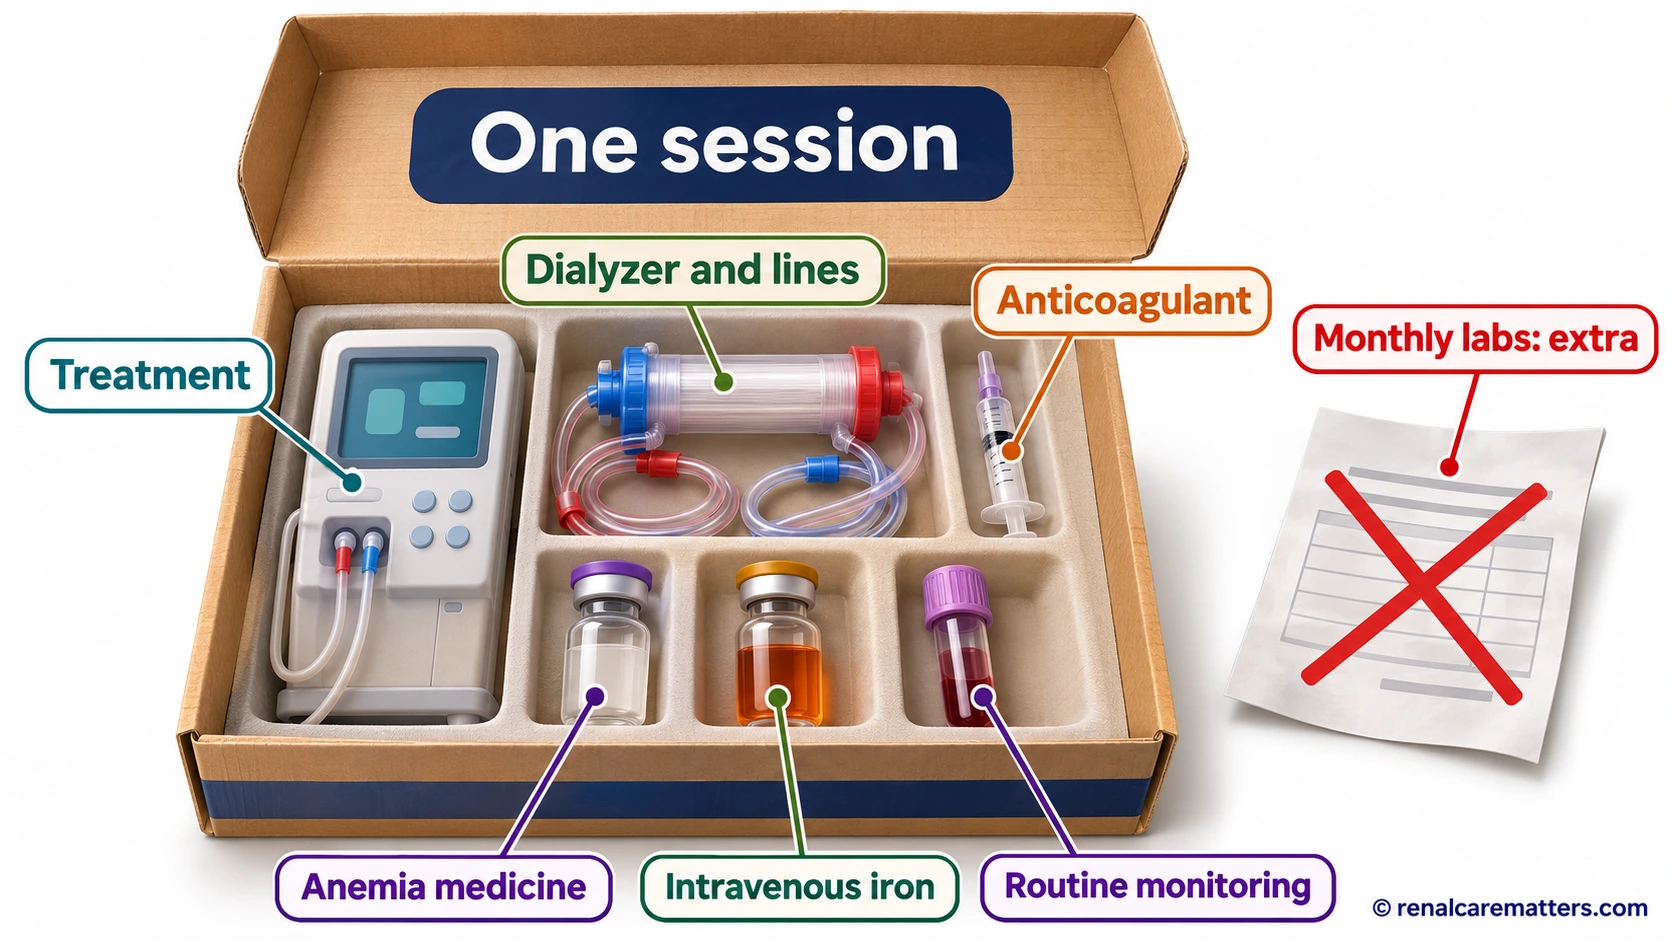 One session
Dialyzer and lines
Anticoagulant
Monthly labs: extra
Treatment
Anemia medicine
Intravenous iron
Routine monitoring
© renalcarematters.com